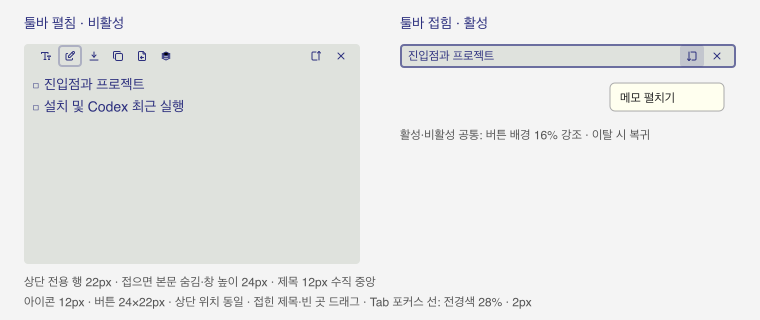 툴바 펼침 · 비활성
툴바 접힘 · 활성
진입점과 프로젝트
설치 및 Codex 최근 실행
진입점과 프로젝트
메모 펼치기
활성·비활성 공통: 버튼 배경 16% 강조 · 이탈 시 복귀
상단 전용 행 22px · 접으면 본문 숨김·창 높이 24px · 제목 12px 수직 중앙
아이콘 12px · 버튼 24×22px · 상단 위치 동일 · 접힌 제목·빈 곳 드래그 · Tab 포커스 선: 전경색 28% · 2px